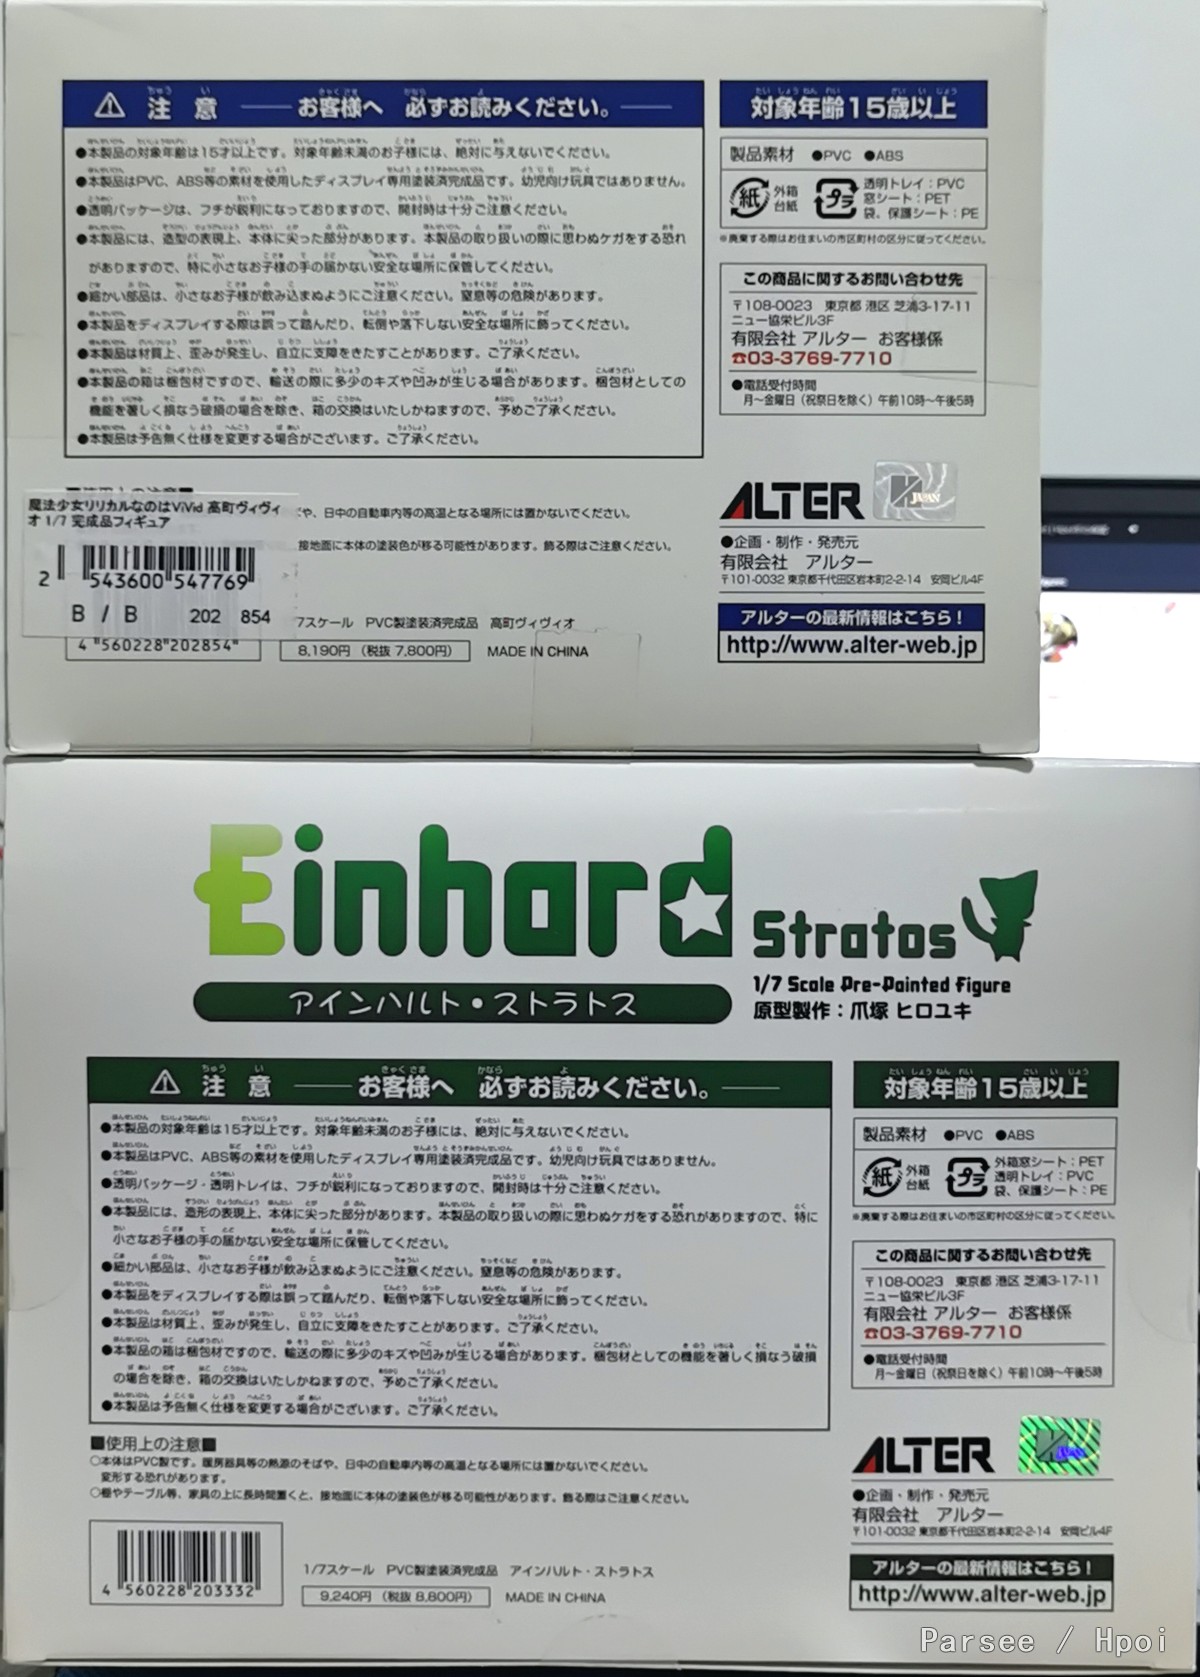 ⚠ 注意 ── お客様へ 必ずお読みください。 ──
●本製品の対象年齢は15才以上です。対象年齢未満のお子様には、絶対に与えないでください。
●本製品はPVC、ABS等の素材を使用したディスプレイ専用塗装済完成品です。幼児向け玩具ではありません。
●透明パッケージは、フチが鋭利になっておりますので、開封時は十分ご注意ください。
●本製品には、造型の表現上、本体に尖った部分があります。本製品の取り扱いの際に思わぬケガをする恐れ
がありますので、特に小さなお子様の手の届かない安全な場所に保管してください。
●細かい部品は、小さなお子様が飲み込まぬようにご注意ください。窒息等の危険があります。
●本製品をディスプレイする際は誤って踏んだり、転倒や落下しない安全な場所に飾ってください。
●本製品は材質上、歪みが発生し、自立に支障をきたすことがあります。ご了承ください。
●本製品の箱は梱包材ですので、輸送の際に多少のキズや凹みが生じる場合があります。梱包材としての
機能を著しく損なう破損の場合を除き、箱の交換はいたしかねますので、予めご了承ください。
●本製品は予告無く仕様を変更する場合がございます。ご了承ください。
対象年齢15歳以上
製品素材 ●PVC ●ABS
紙 外箱 台紙
プラ 透明トレイ：PVC
窓シート：PET
袋、保護シート：PE
※廃棄する際はお住まいの市区町村の区分に従ってください。
この商品に関するお問い合わせ先
〒108-0023 東京都 港区 芝浦3-17-11
ニュー協栄ビル3F
有限会社 アルター お客様係
☎03-3769-7710
●電話受付時間
月～金曜日（祝祭日を除く）午前10時～午後5時
魔法少女リリカルなのはViVid 高町ヴィヴィ
オ 1/7 完成品フィギュア
2 543600 547769
B / B 202 854
や、日中の自動車内等の高温となる場所には置かないでください。
接地面に本体の塗装色が移る可能性があります。飾る際はご注意ください。
7スケール PVC製塗装済完成品 高町ヴィヴィオ
4 560228 202854
8,190円 （税抜 7,800円） MADE IN CHINA
ALTER
JAPAN
●企画・制作・発売元
有限会社 アルター
〒101-0032 東京都千代田区岩本町2-2-14 安岡ビル4F
アルターの最新情報はこちら！
http://www.alter-web.jp
Einhard Stratos
アインハルト・ストラトス
1/7 Scale Pre-Painted Figure
原型製作：爪塚 ヒロユキ
⚠ 注意 ── お客様へ 必ずお読みください。 ──
●本製品の対象年齢は15才以上です。対象年齢未満のお子様には、絶対に与えないでください。
●本製品はPVC、ABS等の素材を使用したディスプレイ専用塗装済完成品です。幼児向け玩具ではありません。
●透明パッケージ・透明トレイは、フチが鋭利になっておりますので、開封時は十分ご注意ください。
●本製品には、造形の表現上、本体に尖った部分があります。本製品の取り扱いの際に思わぬケガをする恐れがありますので、特に
小さなお子様の手の届かない安全な場所に保管してください。
●細かい部品は、小さなお子様が飲み込まぬようにご注意ください。窒息等の危険があります。
●本製品をディスプレイする際は誤って踏んだり、転倒や落下しない安全な場所に飾ってください。
●本製品は材質上、歪みが発生し、自立に支障をきたすことがあります。ご了承ください。
●本製品の箱は梱包材ですので、輸送の際に多少のキズや凹みが生じる場合があります。梱包材としての機能を著しく損なう破損
の場合を除き、箱の交換はいたしかねますので、予めご了承ください。
●本製品は予告無く仕様を変更する場合がございます。ご了承ください。
対象年齢15歳以上
製品素材 ●PVC ●ABS
紙 外箱 台紙
プラ 外箱窓シート：PET
透明トレイ：PVC
袋、保護シート：PE
※廃棄する際はお住まいの市区町村の区分に従ってください。
この商品に関するお問い合わせ先
〒108-0023 東京都 港区 芝浦3-17-11
ニュー協栄ビル3F
有限会社 アルター お客様係
☎03-3769-7710
●電話受付時間
月～金曜日（祝祭日を除く）午前10時～午後5時
■使用上の注意■
○本体はPVC製です。暖房器具等の熱源のそばや、日中の自動車内等の高温となる場所には置かないでください。
変形する恐れがあります。
○棚やテーブル等、家具の上に長時間置くと、接地面に本体の塗装色が移る可能性があります。飾る際はご注意ください。
4 560228 203332
1/7スケール PVC製塗装済完成品 アインハルト・ストラトス
9,240円 （税抜 8,800円） MADE IN CHINA
ALTER
JAPAN
●企画・制作・発売元
有限会社 アルター
〒101-0032 東京都千代田区岩本町2-2-14 安岡ビル4F
アルターの最新情報はこちら！
http://www.alter-web.jp
Parsee / Hpoi